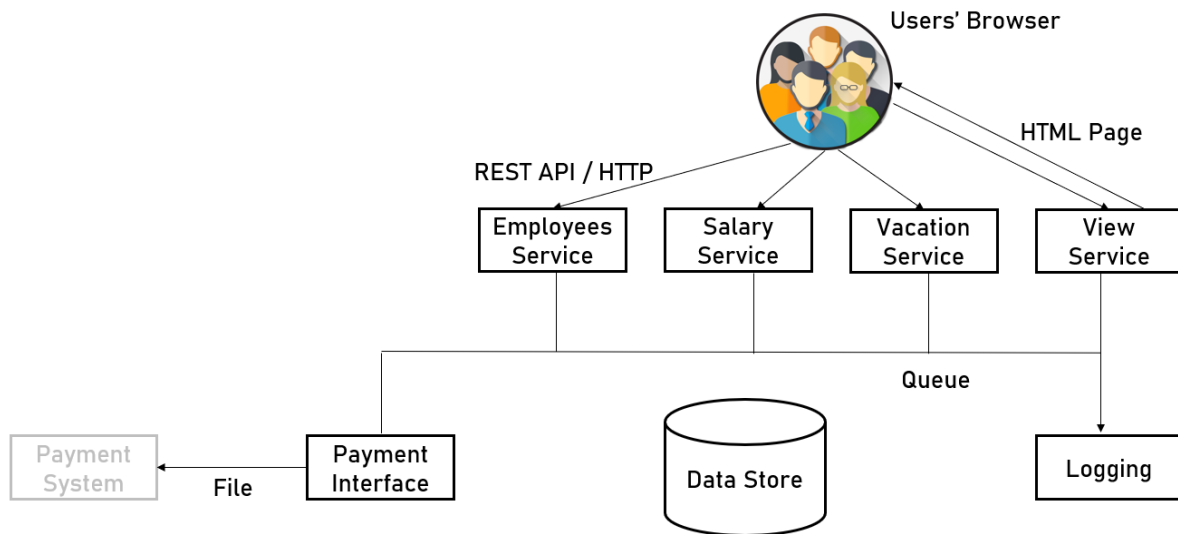 Users' Browser
HTML Page
REST API / HTTP
Employees
Service
Salary
Service
Vacation
Service
View
Service
Queue
Payment
System
File
Payment
Interface
Data Store
Logging